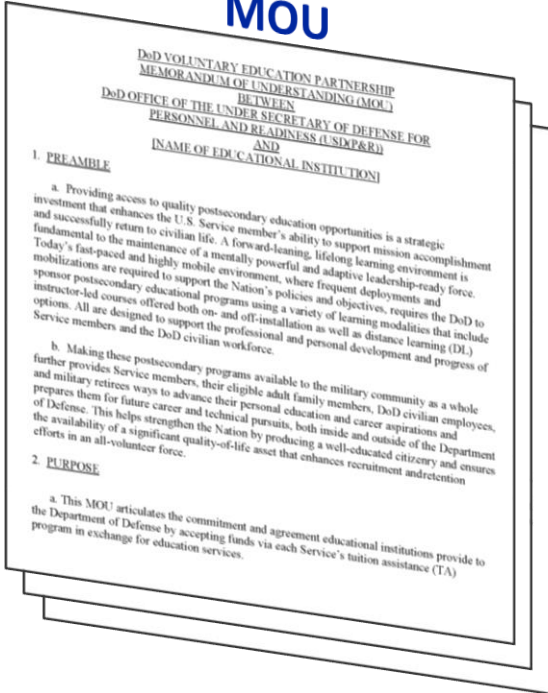 MOU
DoD VOLUNTARY EDUCATION PARTNERSHIP
MEMORANDUM OF UNDERSTANDING (MOU)
BETWEEN
DoD OFFICE OF THE UNDER SECRETARY OF DEFENSE FOR
PERSONNEL AND READINESS (USD(P&R))
AND
[NAME OF EDUCATIONAL INSTITUTION]
1. PREAMBLE
a. Providing access to quality postsecondary education opportunities is a strategic
investment that enhances the U.S. Service member's ability to support mission accomplishment
and successfully return to civilian life. A forward-leaning, lifelong learning environment is
fundamental to the maintenance of a mentally powerful and adaptive leadership-ready force.
Today's fast-paced and highly mobile environment, where frequent deployments and
mobilizations are required to support the Nation's policies and objectives, requires the DoD to
sponsor postsecondary educational programs using a variety of learning modalities that include
instructor-led courses offered both on- and off-installation as well as distance learning (DL)
options. All are designed to support the professional and personal development and progress of
Service members and the DoD civilian workforce.
b. Making these postsecondary programs available to the military community as a whole
further provides Service members, their eligible adult family members, DoD civilian employees,
and military retirees ways to advance their personal education and career aspirations and
prepares them for future career and technical pursuits, both inside and outside of the Department
of Defense. This helps strengthen the Nation by producing a well-educated citizenry and ensures
the availability of a significant quality-of-life asset that enhances recruitment andretention
efforts in an all-volunteer force.
2. PURPOSE
a. This MOU articulates the commitment and agreement educational institutions provide to
the Department of Defense by accepting funds via each Service's tuition assistance (TA)
program in exchange for education services.